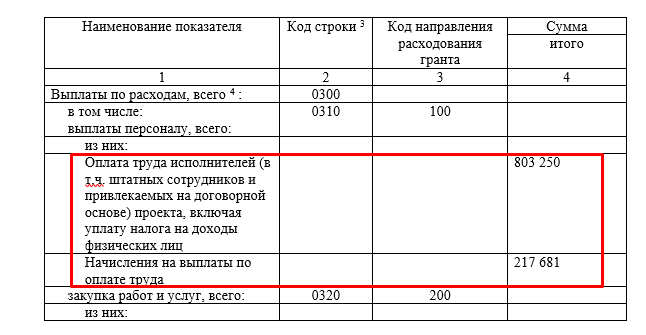 Наименование показателя Код строки 3 Код направления расходования гранта Сумма
итого
1 2 3 4
Выплаты по расходам, всего 4 : 0300
в том числе: 0310 100
выплаты персоналу, всего:
из них:
Оплата труда исполнителей (в 803 250
т.ч. штатных сотрудников и
привлекаемых на договорной
основе) проекта, включая
уплату налога на доходы
физических лиц
Начисления на выплаты по 217 681
оплате труда
закупка работ и услуг, всего: 0320 200
из них: